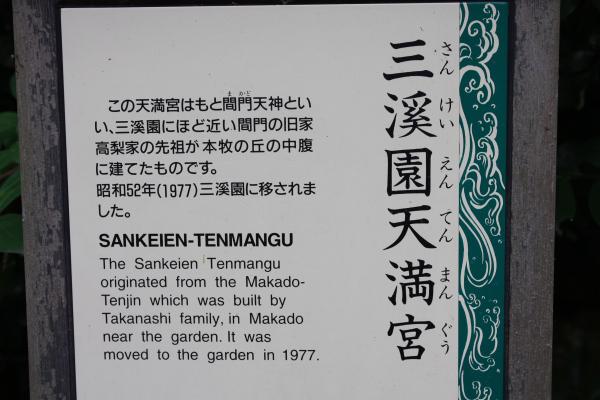 三溪園天満宮
さん けい えん てん まん ぐう
ま かど
この天満宮はもと間門天神とい
い、三溪園にほど近い間門の旧家
高梨家の先祖が本牧の丘の中腹
に建てたものです。
昭和52年(1977)三溪園に移されま
した。
SANKEIEN-TENMANGU
The Sankeien Tenmangu
originated from the Makado-
Tenjin which was built by
Takanashi family, in Makado
near the garden. It was
moved to the garden in 1977.